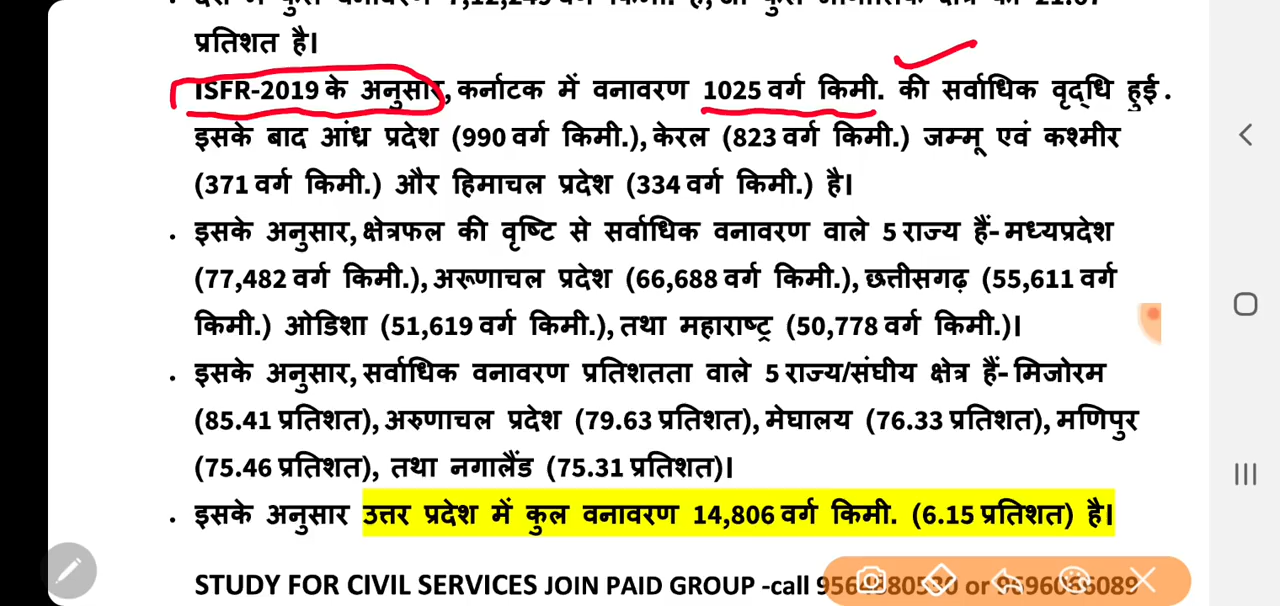 प्रतिशत है।
ISFR-2019 के अनुसार, कर्नाटक में वनावरण 1025 वर्ग किमी. की सर्वाधिक वृद्धि हुई.
इसके बाद आंध्र प्रदेश (990 वर्ग किमी.), केरल (823 वर्ग किमी.) जम्मू एवं कश्मीर
(371 वर्ग किमी.) और हिमाचल प्रदेश (334 वर्ग किमी.) है।
. इसके अनुसार, क्षेत्रफल की वृष्टि से सर्वाधिक वनावरण वाले 5 राज्य हैं- मध्यप्रदेश
(77,482 वर्ग किमी.), अरूणाचल प्रदेश (66,688 वर्ग किमी.), छत्तीसगढ़ (55,611 वर्ग
किमी.) ओडिशा (51,619 वर्ग किमी.), तथा महाराष्ट्र (50,778 वर्ग किमी.)।
. इसके अनुसार, सर्वाधिक वनावरण प्रतिशतता वाले 5 राज्य/संघीय क्षेत्र हैं- मिजोरम
(85.41 प्रतिशत), अरुणाचल प्रदेश (79.63 प्रतिशत), मेघालय (76.33 प्रतिशत), मणिपुर
(75.46 प्रतिशत), तथा नगालैंड (75.31 प्रतिशत)।
. इसके अनुसार उत्तर प्रदेश में कुल वनावरण 14,806 वर्ग किमी. (6.15 प्रतिशत) है।
STUDY FOR CIVIL SERVICES JOIN PAID GROUP -call or